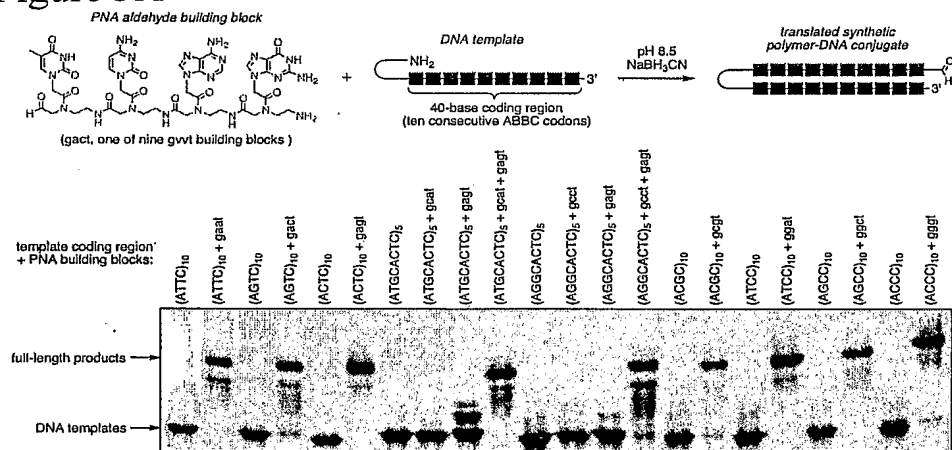 PNA aldehyde building block
DNA template
translated synthetic
polymer-DNA conjugate
pH 8.5
NaBH3CN
NH2
3'
+
40-base coding region
(ten consecutive ABBC codons)
(gact, one of nine gvvt building blocks )
template coding region
+ PNA building blocks:
(ATTC)10
(ATTC)10 + gaat
(AGTC)10
(AGTC)10 + gact
(ACTC)10
(ACTC)10 + gagt
(ATGCACTC)5
(ATGCACTC)5 + gcat
(ATGCACTC)5 + gagt
(ATGCACTC)5 + gcat + gagt
(AGGCACTC)5
(AGGCACTC)5 + gcct
(AGGCACTC)5 + gagt
(AGGCACTC)5 + gcct + gagt
(ACGC)10
(ACGC)10 + gcgt
(ATCC)10
(ATCC)10 + ggat
(AGCC)10
(AGCC)10 + ggct
(ACCC)10
(ACCC)10 + gggt
full-length products
DNA templates